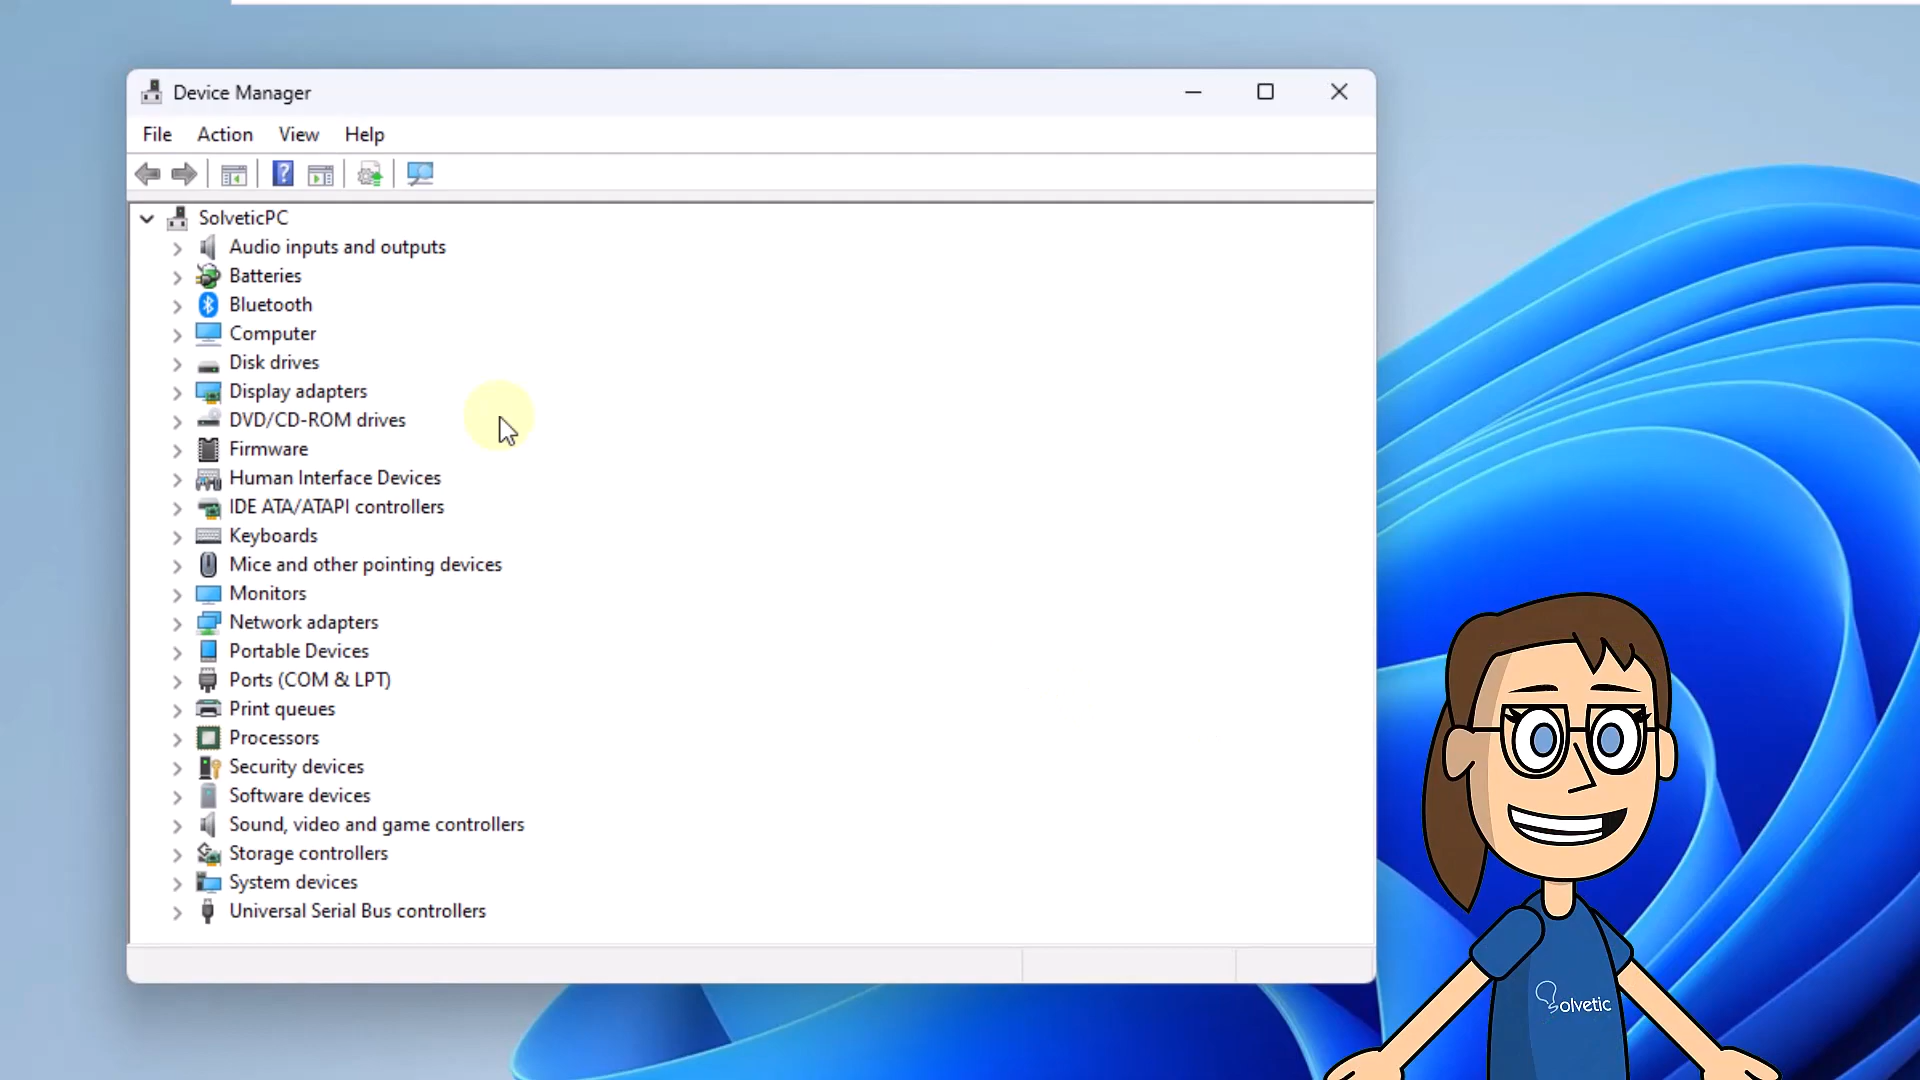 Device Manager
File Action View Help
SolveticPC
Audio inputs and outputs
Batteries
Bluetooth
Computer
Disk drives
Display adapters
DVD/CD-ROM drives
Firmware
Human Interface Devices
IDE ATA/ATAPI controllers
Keyboards
Mice and other pointing devices
Monitors
Network adapters
Portable Devices
Ports (COM & LPT)
Print queues
Processors
Security devices
Software devices
Sound, video and game controllers
Storage controllers
System devices
Universal Serial Bus controllers
Solvetic